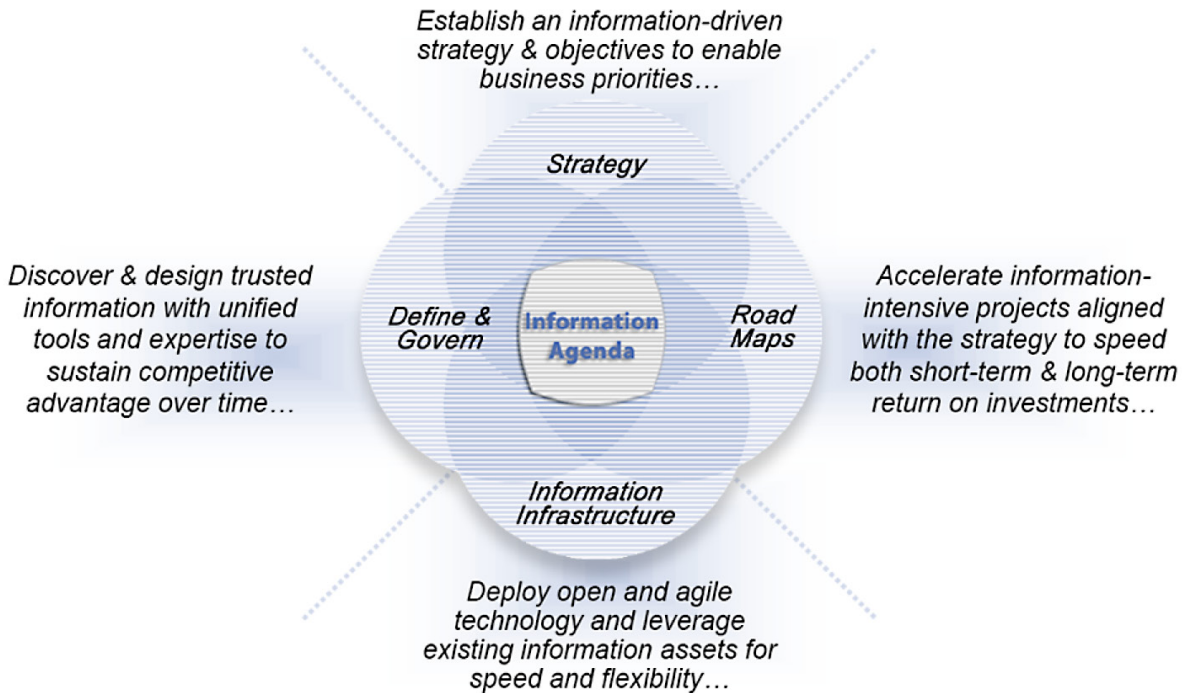 Establish an information-driven
strategy & objectives to enable
business priorities…
Strategy
Discover & design trusted
information with unified
tools and expertise to
sustain competitive
advantage over time…
Define &
Govern
Information
Agenda
Road
Maps
Accelerate information-
intensive projects aligned
with the strategy to speed
both short-term & long-term
return on investments…
Information
Infrastructure
Deploy open and agile
technology and leverage
existing information assets for
speed and flexibility…